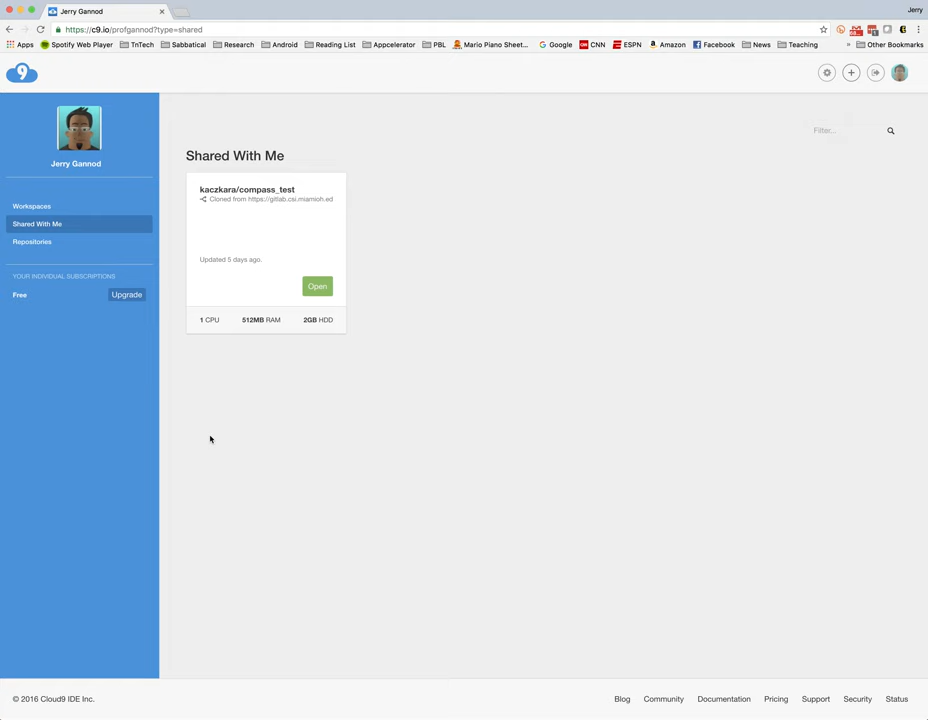 Jerry Gannod
Jerry
https://c9.io/profgannod?type=shared
Apps
Spotify Web Player
TnTech
Sabbatical
Research
Android
Reading List
Appcelerator
PBL
Mario Piano Sheet...
Google
CNN
ESPN
Amazon
Facebook
News
Teaching
»
Other Bookmarks
9
Jerry Gannod
Workspaces
Shared With Me
Repositories
YOUR INDIVIDUAL SUBSCRIPTIONS
Free
Upgrade
Filter...
Shared With Me
kaczkara/compass_test
Cloned from https://gitlab.csi.miamioh.ed
Updated 5 days ago.
Open
1 CPU
512MB RAM
2GB HDD
© 2016 Cloud9 IDE Inc.
Blog
Community
Documentation
Pricing
Support
Security
Status